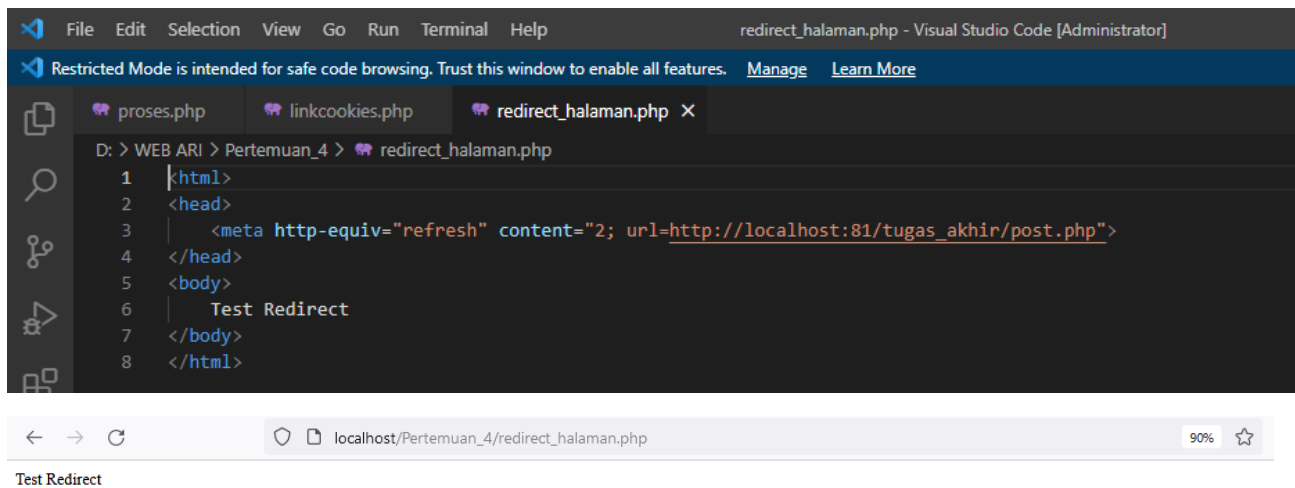 File Edit Selection View Go Run Terminal Help redirect_halaman.php - Visual Studio Code [Administrator]
Restricted Mode is intended for safe code browsing. Trust this window to enable all features. Manage Learn More
proses.php linkcookies.php redirect_halaman.php ×
D: > WEB ARI > Pertemuan_4 > redirect_halaman.php
1 <html>
2 <head>
3 <meta http-equiv="refresh" content="2; url=http://localhost:81/tugas_akhir/post.php">
4 </head>
5 <body>
6 Test Redirect
7 </body>
8 </html>
localhost/Pertemuan_4/redirect_halaman.php 90%
Test Redirect